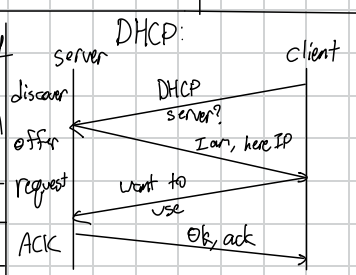 DHCP:
server
client
discover
DHCP
server?
offer
I am, here IP
request
want to
use
ACK
Ok, ack